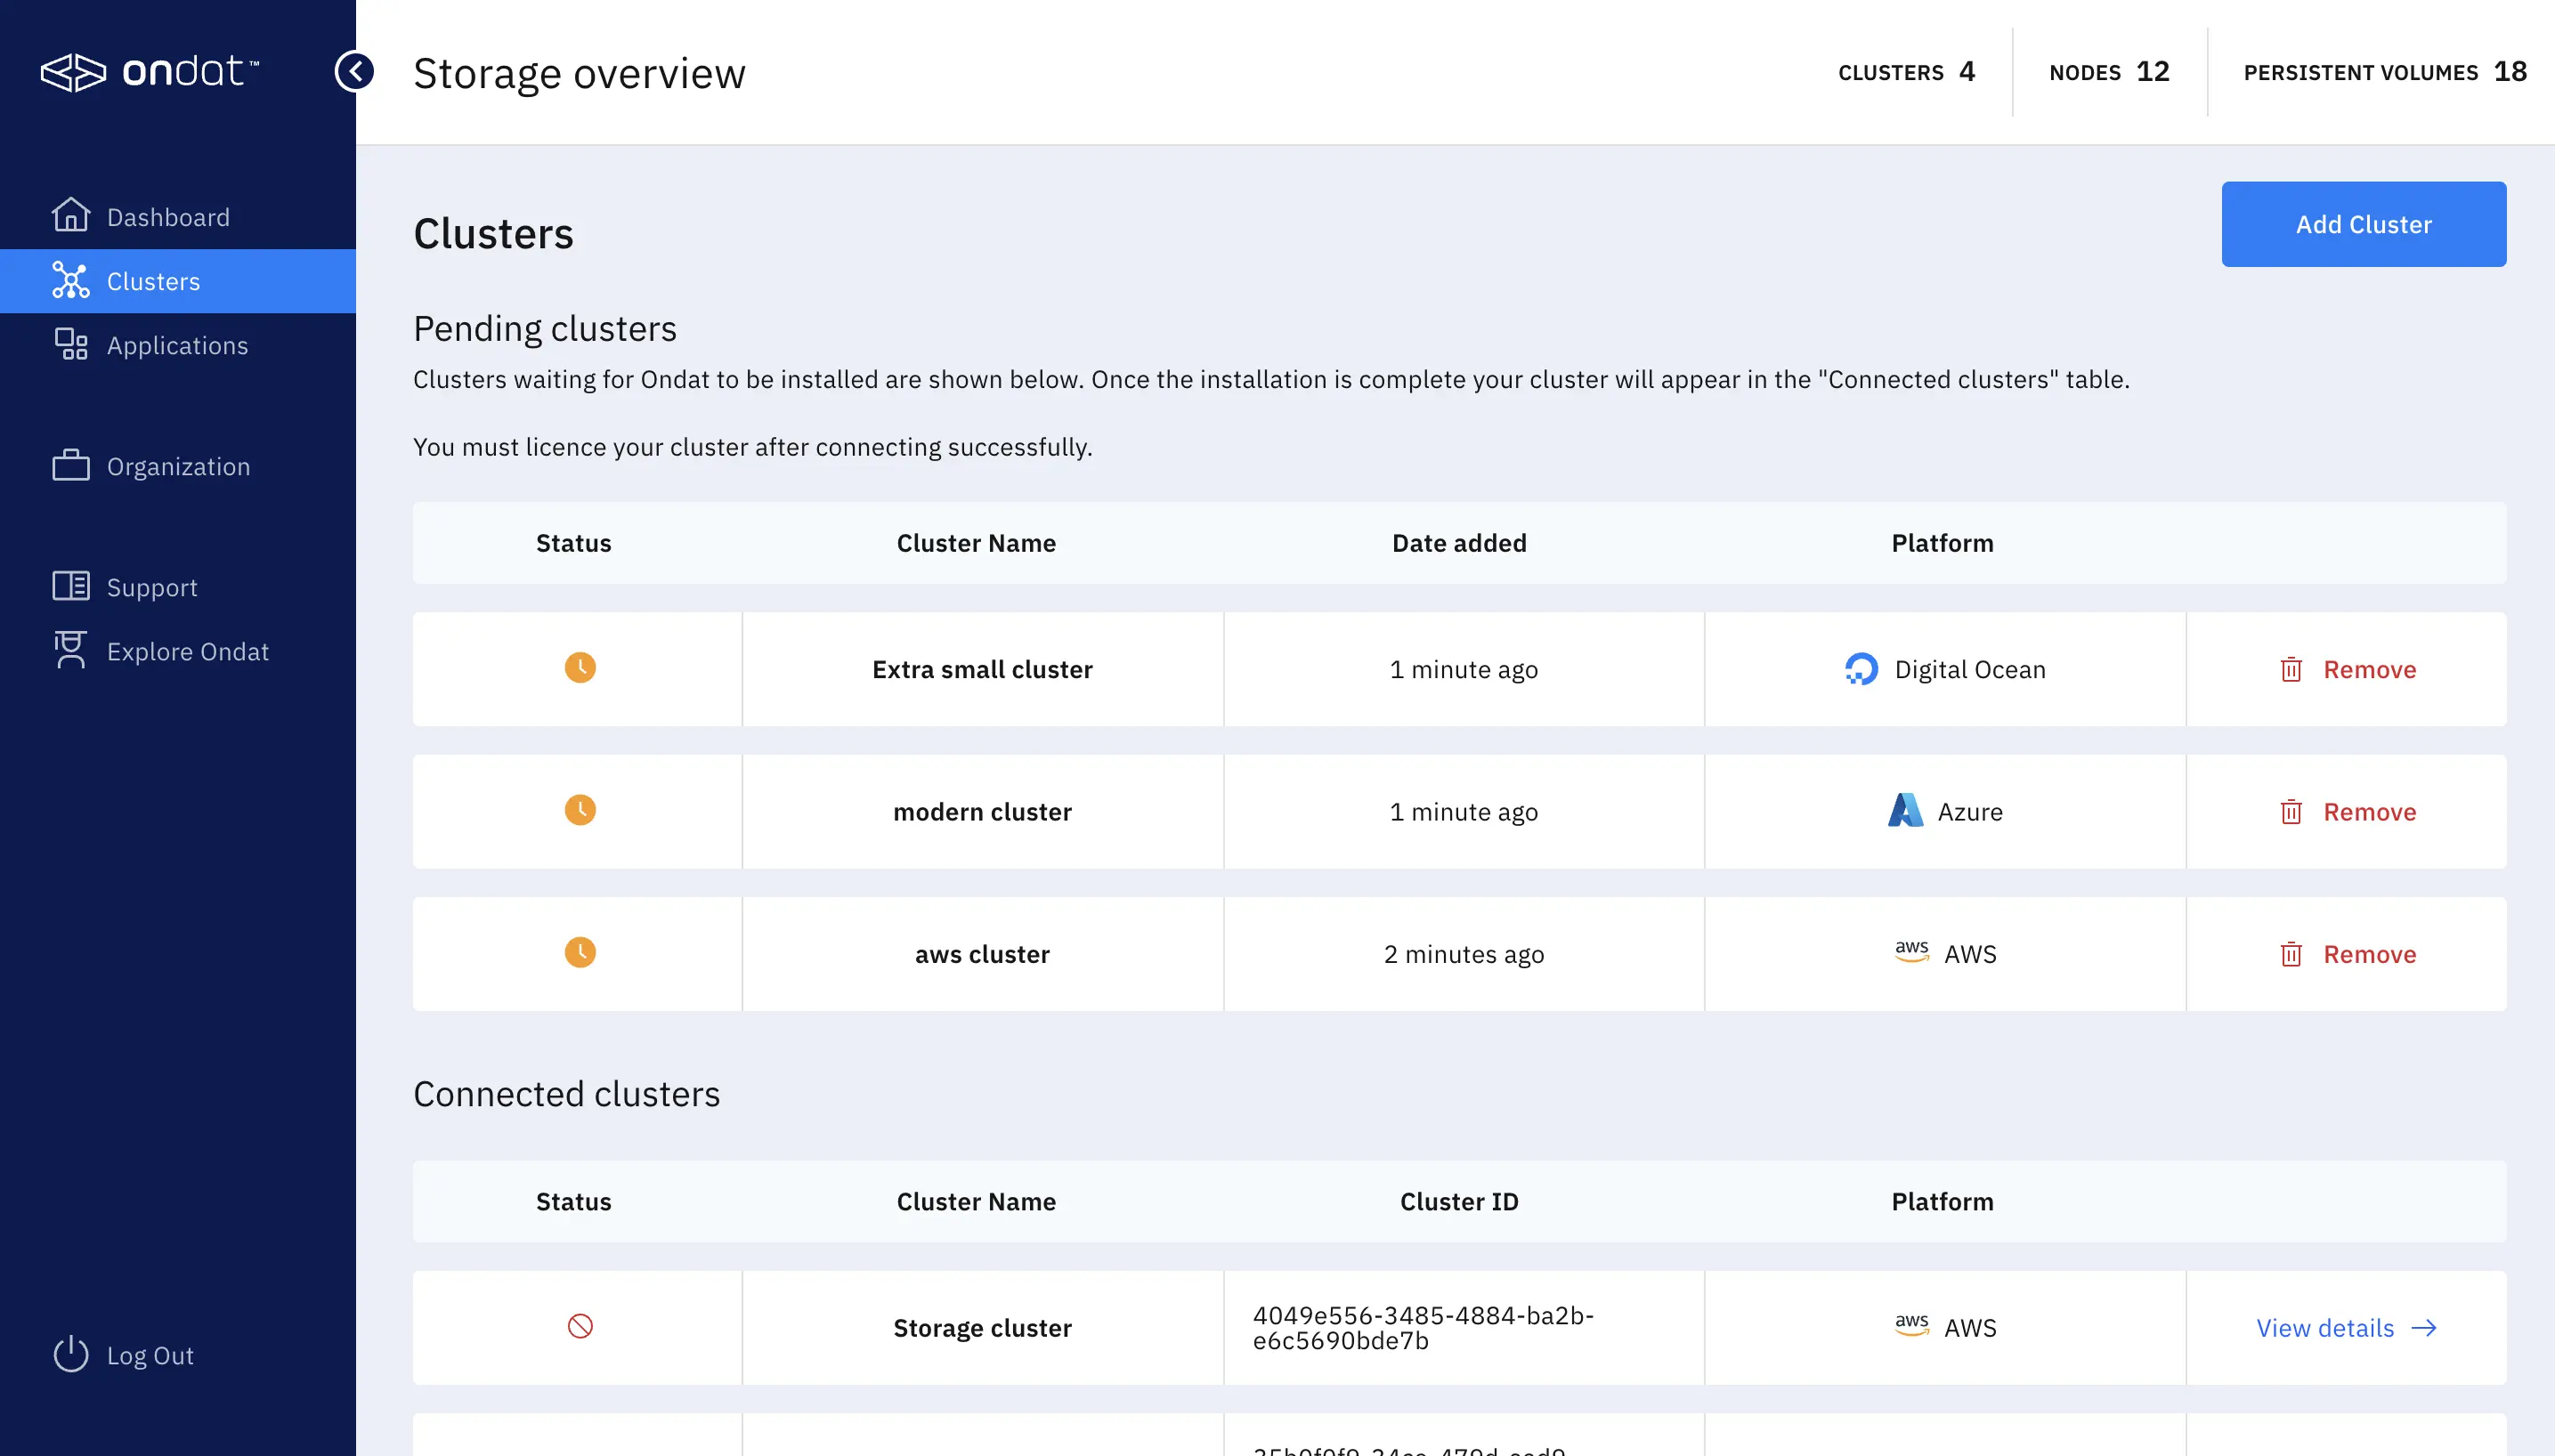 ondat™
Storage overview
CLUSTERS 4
NODES 12
PERSISTENT VOLUMES 18
Dashboard
Clusters
Applications
Organization
Support
Explore Ondat
Log Out
Clusters
Add Cluster
Pending clusters
Clusters waiting for Ondat to be installed are shown below. Once the installation is complete your cluster will appear in the "Connected clusters" table.
You must licence your cluster after connecting successfully.
Status Cluster Name Date added Platform
Extra small cluster 1 minute ago Digital Ocean Remove
modern cluster 1 minute ago Azure Remove
aws cluster 2 minutes ago aws AWS Remove
Connected clusters
Status Cluster Name Cluster ID Platform
Storage cluster 4049e556-3485-4884-ba2b-
e6c5690bde7b aws AWS View details